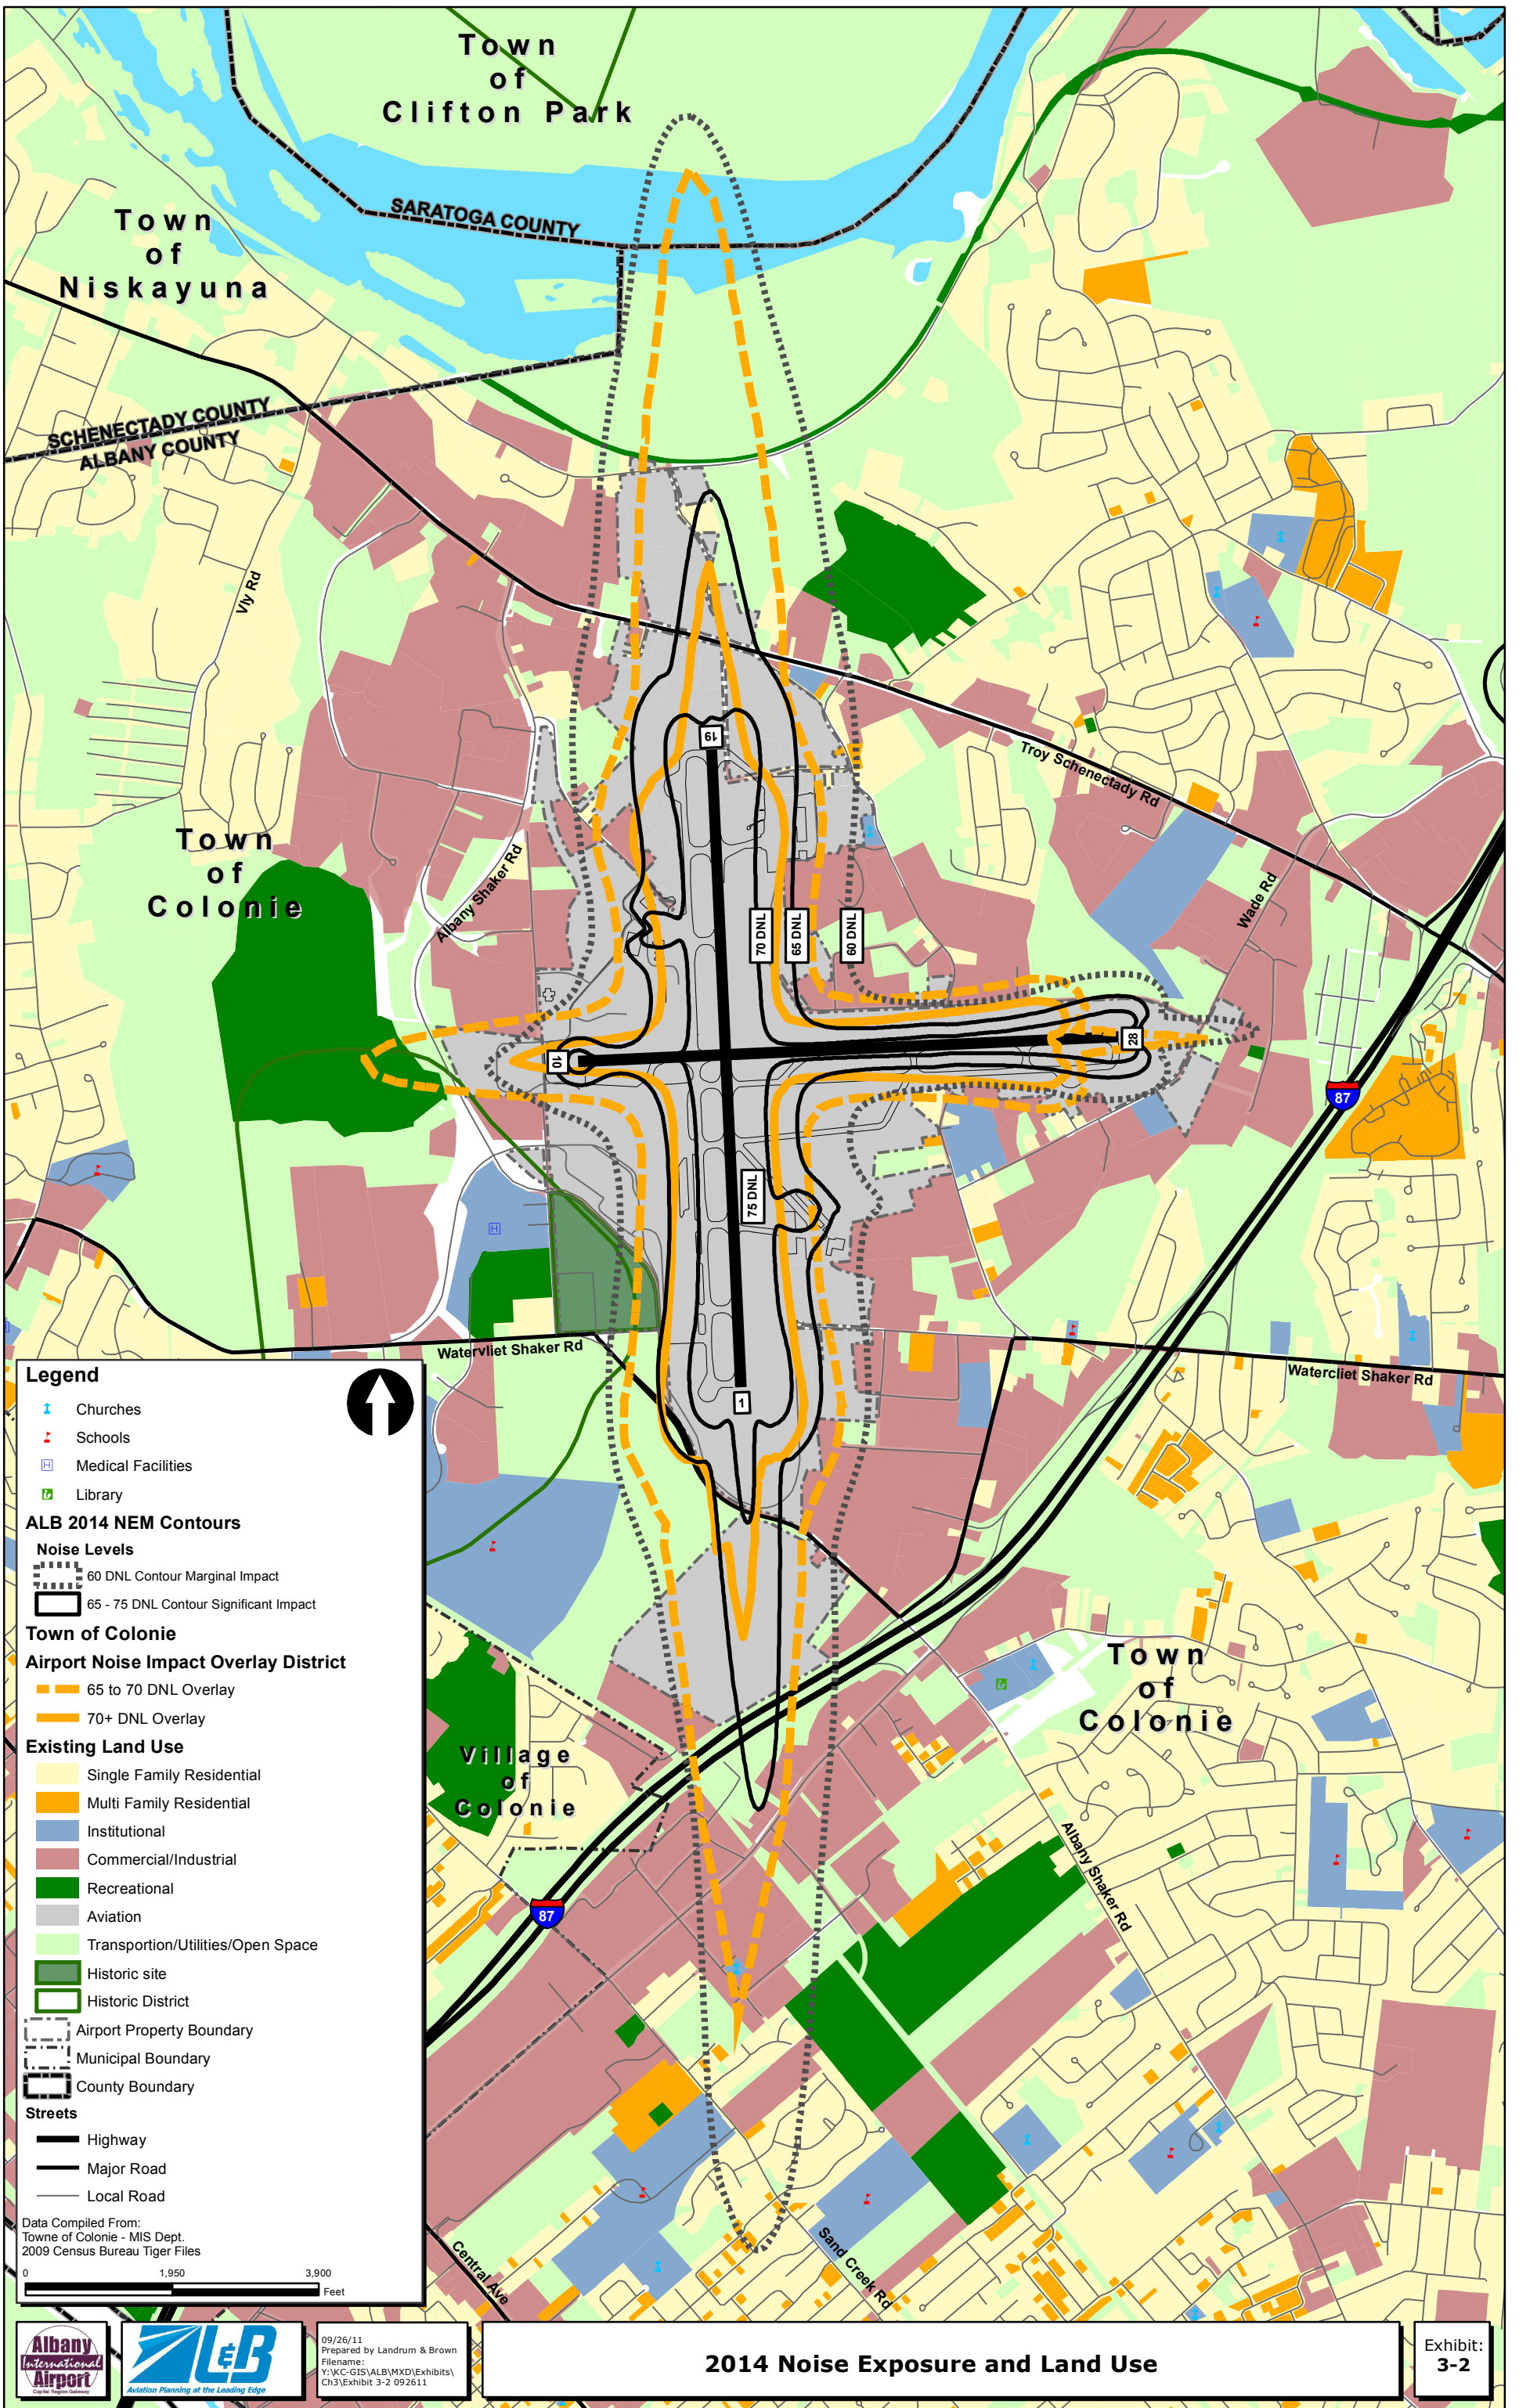 Town
of
Clifton Park
SARATOGA COUNTY
Town
of
Niskayuna
SCHENECTADY COUNTY
ALBANY COUNTY
Vly Rd
19
Troy Schenectady Rd
Town
of
Colonie
Albany Shaker Rd
Wade Rd
70 DNL
65 DNL
60 DNL
10
28
87
75 DNL
H
Watervliet Shaker Rd
Watercliet Shaker Rd
1
Legend
Churches
Schools
H Medical Facilities
Library
ALB 2014 NEM Contours
Noise Levels
60 DNL Contour Marginal Impact
65 - 75 DNL Contour Significant Impact
Town of Colonie
Airport Noise Impact Overlay District
65 to 70 DNL Overlay
70+ DNL Overlay
Existing Land Use
Single Family Residential
Multi Family Residential
Institutional
Commercial/Industrial
Recreational
Aviation
Transportion/Utilities/Open Space
Historic site
Historic District
Airport Property Boundary
Municipal Boundary
County Boundary
Streets
Highway
Major Road
Local Road
Data Compiled From:
Towne of Colonie - MIS Dept.
2009 Census Bureau Tiger Files
0 1,950 3,900
Feet
Town
of
Colonie
Village
of
Colonie
Albany Shaker Rd
87
Central Ave
Sand Creek Rd
Albany
International
Airport
Capital Region Gateway
L&B
Aviation Planning at the Leading Edge
09/26/11
Prepared by Landrum & Brown
Filename:
Y:\KC-GIS\ALB\MXD\Exhibits\
Ch3\Exhibit 3-2 092611
2014 Noise Exposure and Land Use
Exhibit:
3-2